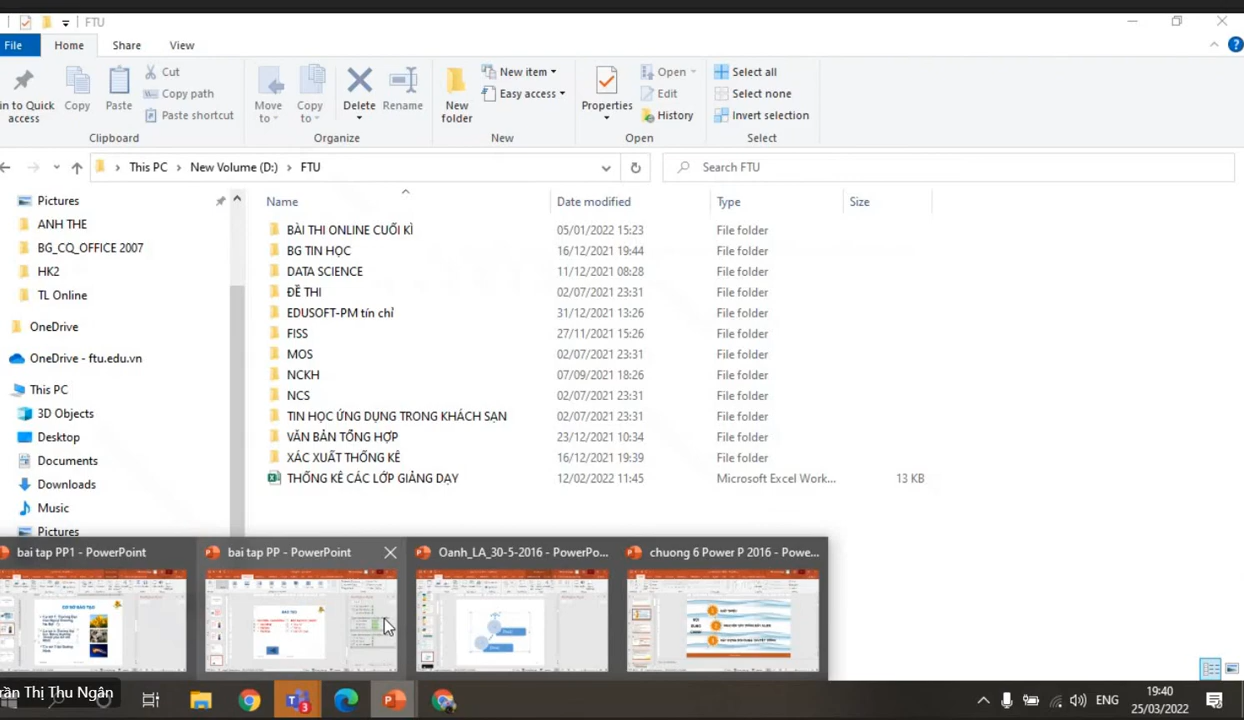 FTU
File Home Share View
in to Quick access
Copy
Paste
Cut
Copy path
Paste shortcut
Clipboard
Move to
Copy to
Delete
Rename
Organize
New folder
New item
Easy access
New
Properties
Open
Edit
History
Open
Select all
Select none
Invert selection
Select
This PC › New Volume (D:) › FTU
Search FTU
Pictures
ANH THE
BG_CQ_OFFICE 2007
HK2
TL Online
OneDrive
OneDrive - ftu.edu.vn
This PC
3D Objects
Desktop
Documents
Downloads
Music
Pictures
Name Date modified Type Size
BÀI THI ONLINE CUỐI KÌ 05/01/2022 15:23 File folder
BG TIN HỌC 16/12/2021 19:44 File folder
DATA SCIENCE 11/12/2021 08:28 File folder
ĐỀ THI 02/07/2021 23:31 File folder
EDUSOFT-PM tín chỉ 31/12/2021 13:26 File folder
FISS 27/11/2021 15:26 File folder
MOS 02/07/2021 23:31 File folder
NCKH 07/09/2021 18:26 File folder
NCS 02/07/2021 23:31 File folder
TIN HỌC ỨNG DỤNG TRONG KHÁCH SẠN 02/07/2021 23:31 File folder
VĂN BẢN TỔNG HỢP 23/12/2021 10:34 File folder
XÁC XUẤT THỐNG KÊ 16/12/2021 19:39 File folder
THỐNG KÊ CÁC LỚP GIẢNG DẠY 12/02/2022 11:45 Microsoft Excel Work... 13 KB
bai tap PP1 - PowerPoint
bai tap PP - PowerPoint
Oanh_LA_30-5-2016 - PowerPo...
chuong 6 Power P 2016 - Powe...
CƠ SỞ ĐÀO TẠO
rần Thị Thu Ngân
3
ENG
19:40
25/03/2022